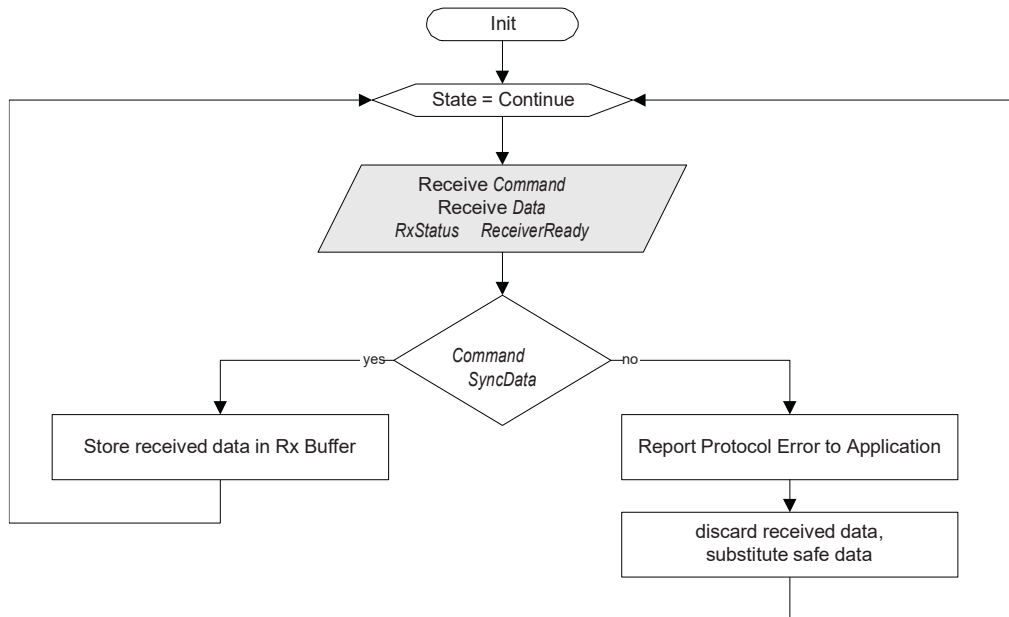 Init
State = Continue
Receive Command
Receive Data
RxStatus ReceiverReady
Command
SyncData
yes
no
Store received data in Rx Buffer
Report Protocol Error to Application
discard received data,
substitute safe data